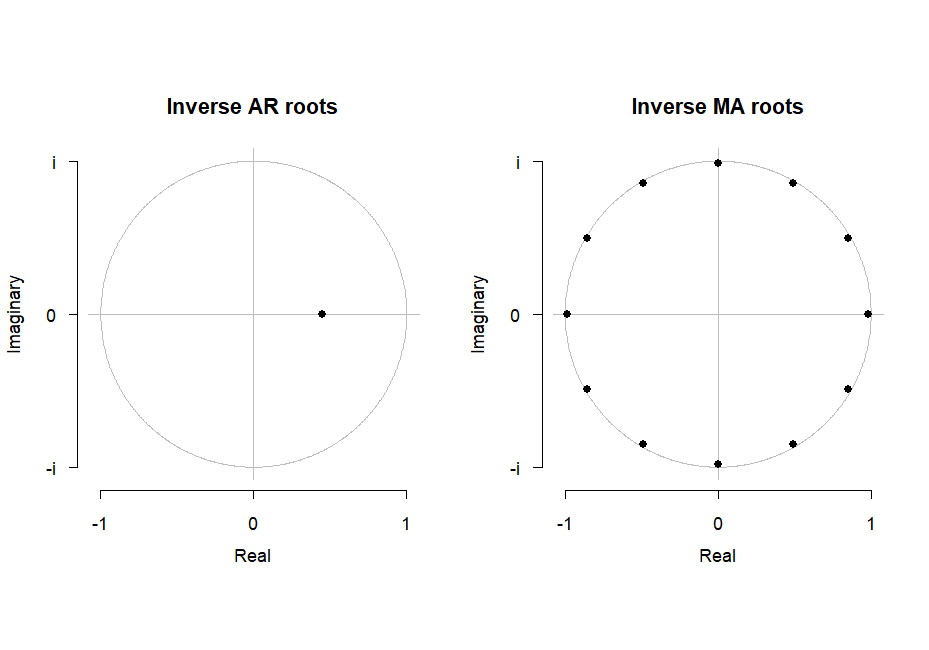 Inverse AR roots
i
0
-i
Imaginary
-1 0 1
Real
Inverse MA roots
i
0
-i
Imaginary
-1 0 1
Real